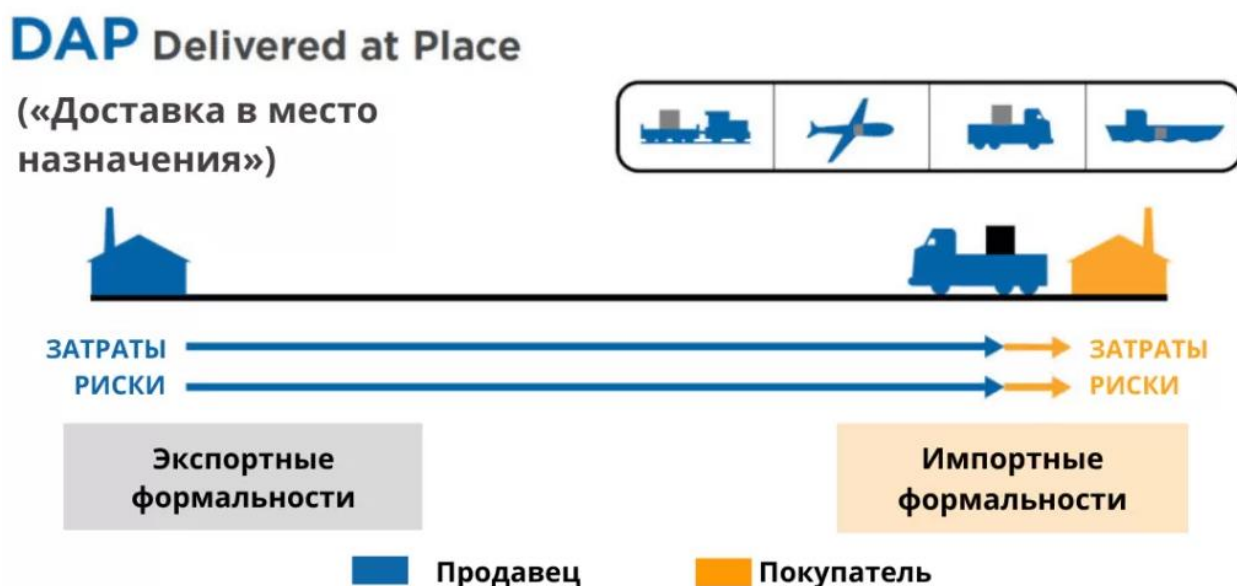 DAP Delivered at Place
(«Доставка в место
назначения»)
ЗАТРАТЫ
ЗАТРАТЫ
РИСКИ
РИСКИ
Экспортные
формальности
Импортные
формальности
Продавец
Покупатель